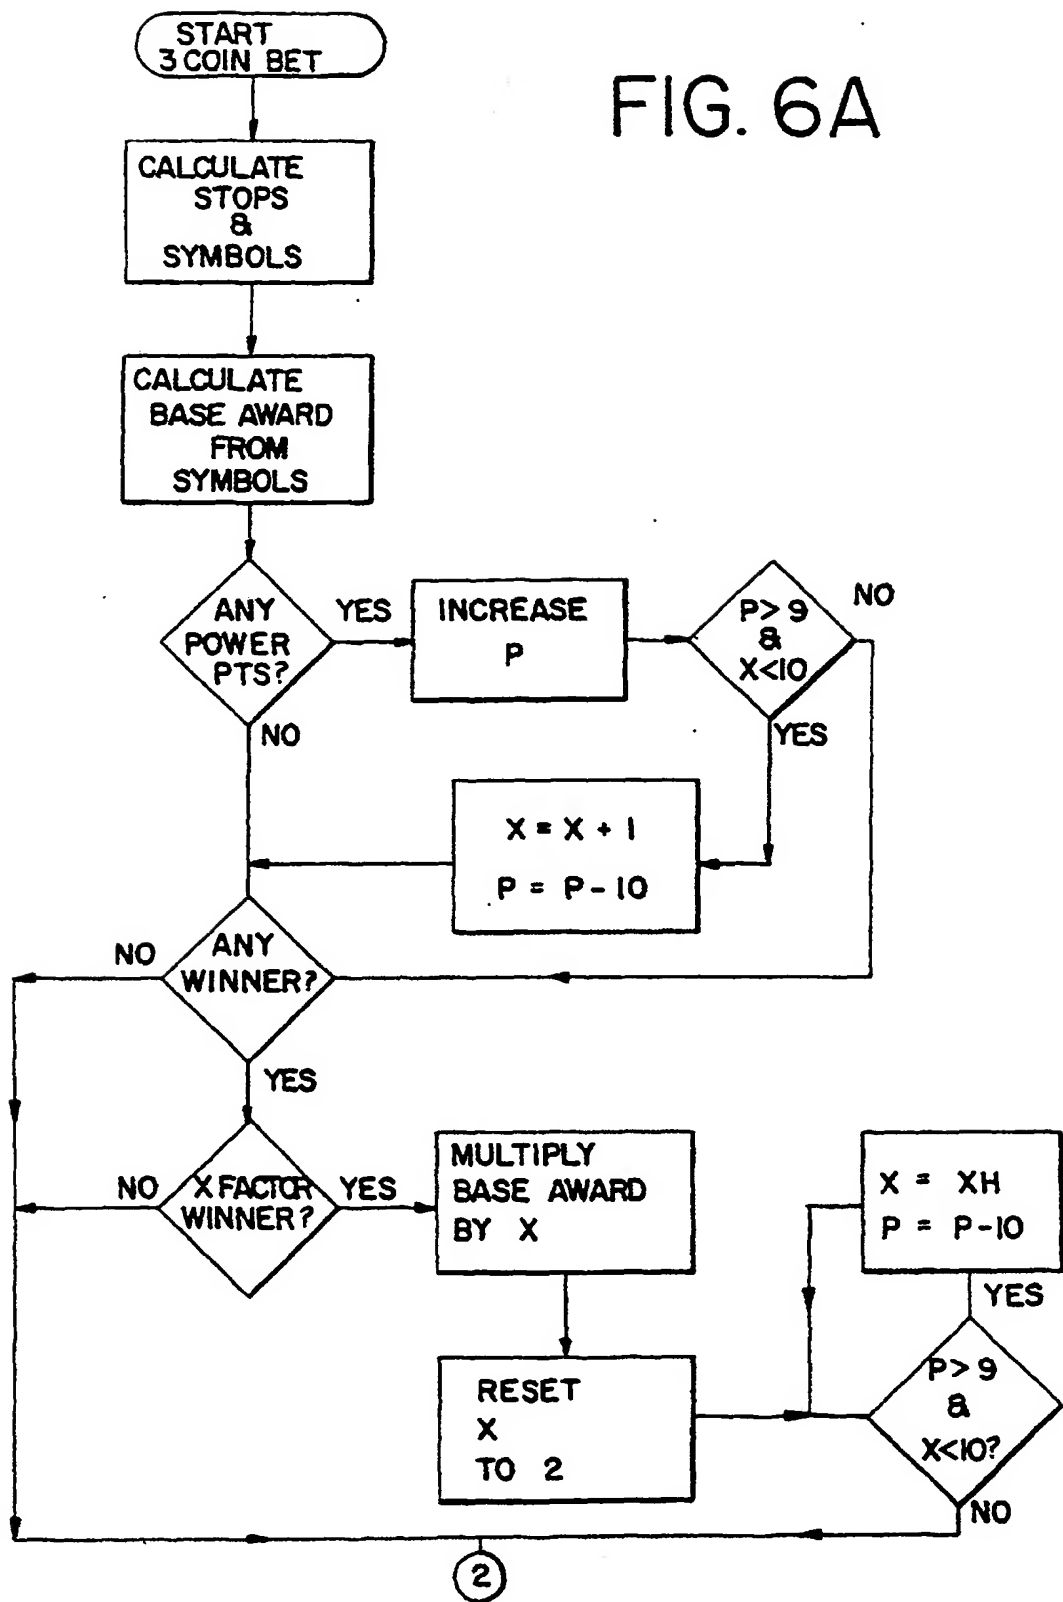 START
3 COIN BET
FIG. 6A
CALCULATE
STOPS
&
SYMBOLS
CALCULATE
BASE AWARD
FROM
SYMBOLS
ANY
POWER
PTS?
YES
INCREASE
P
P > 9
&
X<10
NO
NO
YES
X = X + 1
P = P - 10
NO
ANY
WINNER?
YES
NO
X FACTOR
WINNER?
YES
MULTIPLY
BASE AWARD
BY X
X = XH
P = P-10
YES
RESET
X
TO 2
P > 9
&
X<10?
NO
2